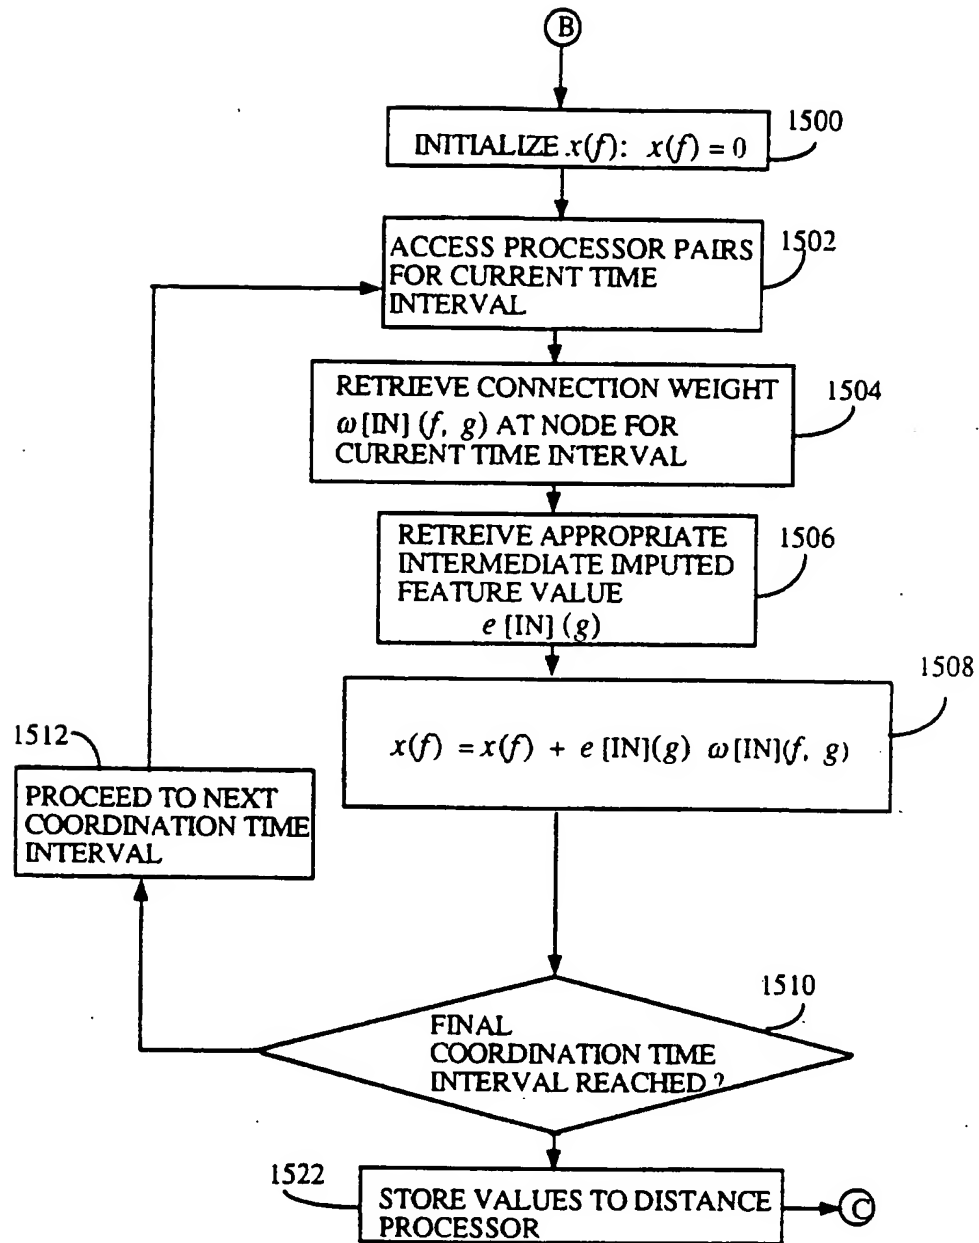 B
1500
INITIALIZE x(f): x(f) = 0
1502
ACCESS PROCESSOR PAIRS
FOR CURRENT TIME
INTERVAL
1504
RETRIEVE CONNECTION WEIGHT
ω[IN] (f, g) AT NODE FOR
CURRENT TIME INTERVAL
1506
RETREIVE APPROPRIATE
INTERMEDIATE IMPUTED
FEATURE VALUE
e [IN] (g)
1508
x(f) = x(f) + e [IN](g) ω[IN](f, g)
1512
PROCEED TO NEXT
COORDINATION TIME
INTERVAL
1510
FINAL
COORDINATION TIME
INTERVAL REACHED ?
1522
STORE VALUES TO DISTANCE
PROCESSOR
C